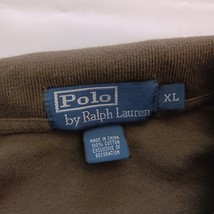 Polo
by Ralph Lauren
XL
MADE IN CHINA
100% COTTON
EXCLUSIVE OF
DECORATION